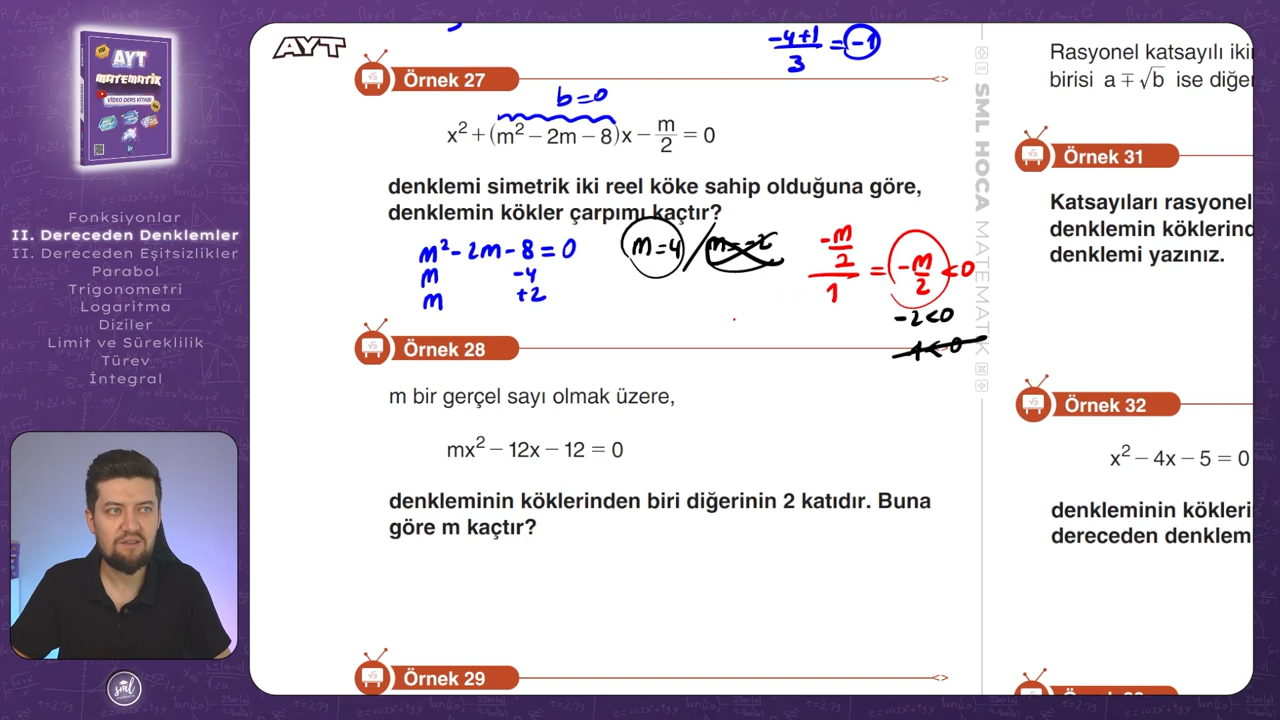 AYT
MATEMATİK
VİDEO DERS KİTABI
Fonksiyonlar
II. Dereceden Denklemler
II. Dereceden Eşitsizlikler
Parabol
Trigonometri
Logaritma
Diziler
Limit ve Süreklilik
Türev
İntegral
sml
AYT
-4+1/3 = -1
Örnek 27
b=0
x² + (m² − 2m − 8)x − m/2 = 0
denklemi simetrik iki reel köke sahip olduğuna göre,
denklemin kökler çarpımı kaçtır?
m² - 2m - 8 = 0
m -4
m +2
m=4 / m=-2
-m/2 / 1 = -m/2 < 0
-2<0
1<0
Örnek 28
m bir gerçel sayı olmak üzere,
mx² − 12x − 12 = 0
denkleminin köklerinden biri diğerinin 2 katıdır. Buna
göre m kaçtır?
Örnek 29
SML HOCA MATEMATİK
Rasyonel katsayılı iki
birisi a ∓ √b ise diğe
Örnek 31
Katsayıları rasyonel
denklemin köklerind
denklemi yazınız.
Örnek 32
x² − 4x − 5 = 0
denkleminin kökleri
dereceden denklem